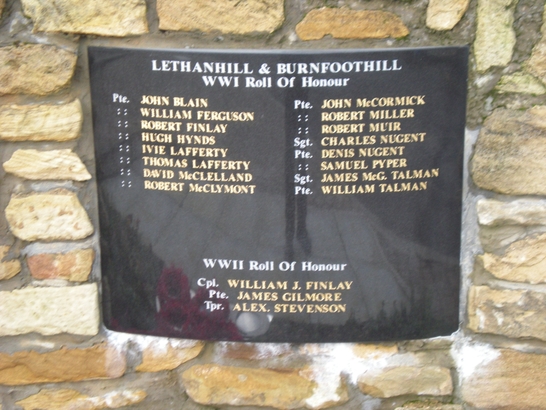 LETHANHILL & BURNFOOTHILL
WWI Roll Of Honour
Pte. JOHN BLAIN
: : WILLIAM FERGUSON
: : ROBERT FINLAY
: : HUGH HYNDS
: : IVIE LAFFERTY
: : THOMAS LAFFERTY
: : DAVID McCLELLAND
: : ROBERT McCLYMONT
Pte. JOHN McCORMICK
: : ROBERT MILLER
: : ROBERT MUIR
Sgt. CHARLES NUGENT
Pte. DENIS NUGENT
: : SAMUEL PYPER
Sgt. JAMES McG. TALMAN
Pte. WILLIAM TALMAN
WWII Roll Of Honour
Cpl. WILLIAM J. FINLAY
Pte. JAMES GILMORE
Tpr. ALEX. STEVENSON